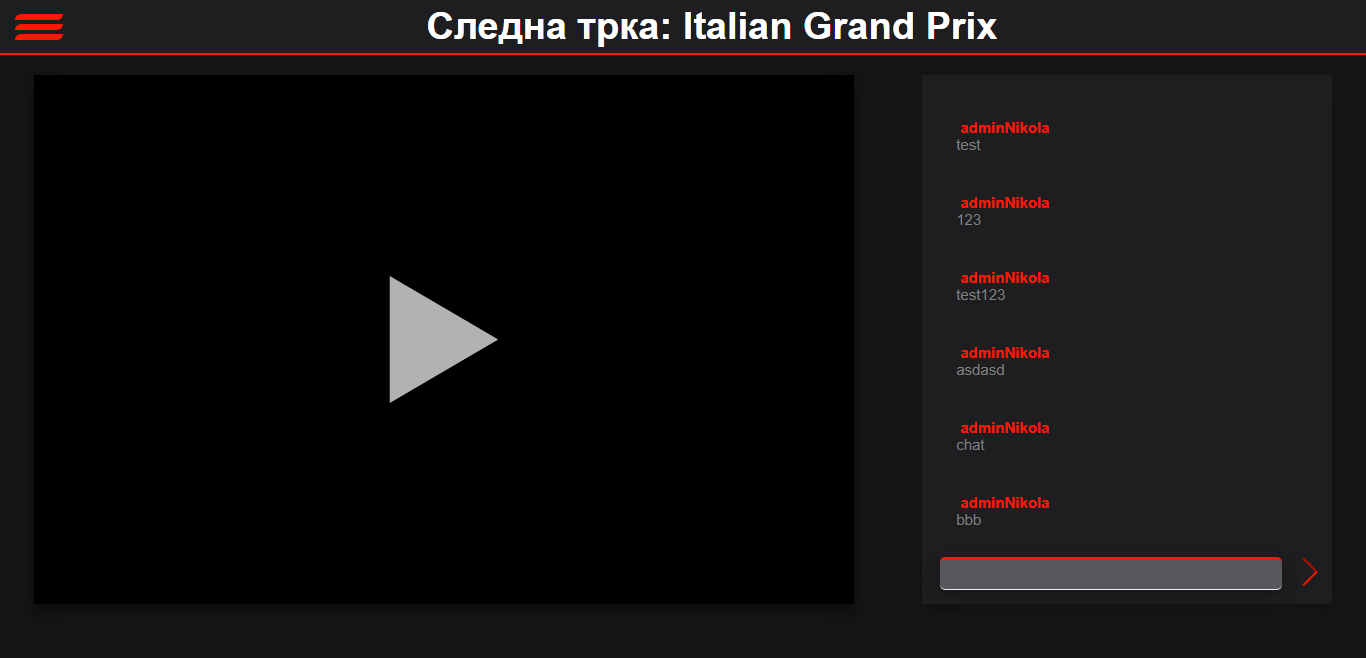 Следна трка: Italian Grand Prix
adminNikola
test
adminNikola
123
adminNikola
test123
adminNikola
asdasd
adminNikola
chat
adminNikola
bbb